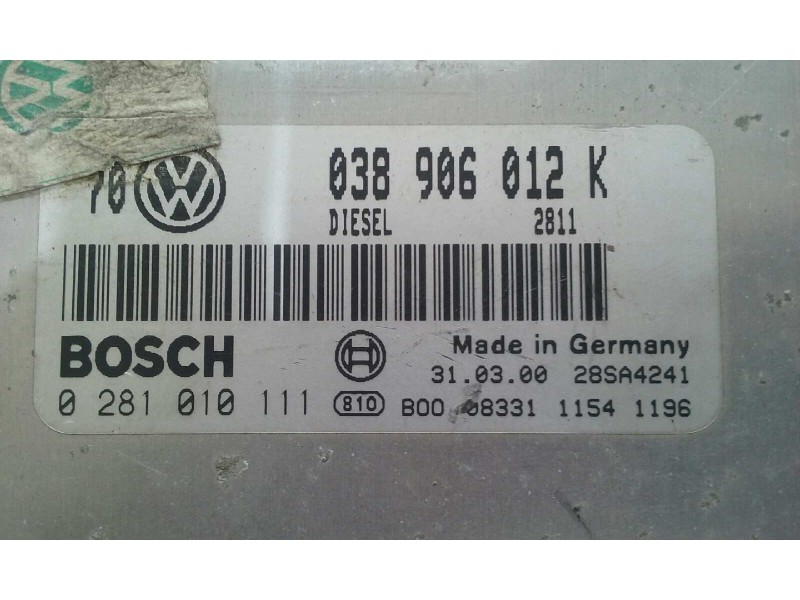 70 038 906 012 K
DIESEL 2811
BOSCH Made in Germany
31.03.00 28SA4241
0 281 010 111 810 B00 08331 1154 1196